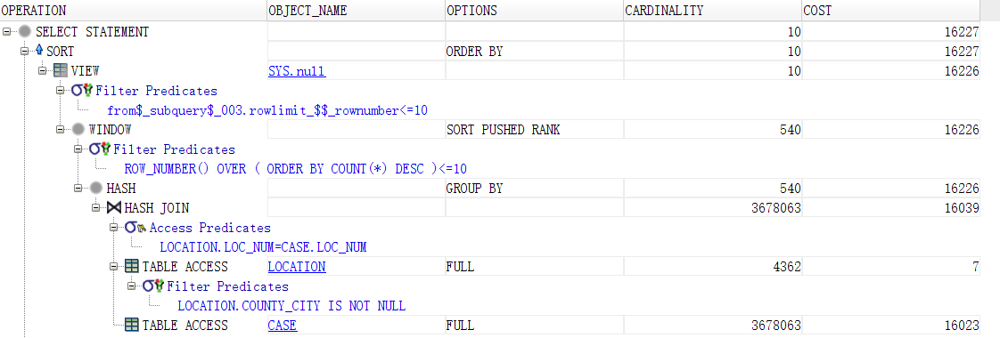 OPERATION OBJECT_NAME OPTIONS CARDINALITY COST
SELECT STATEMENT 10 16227
SORT ORDER BY 10 16227
VIEW SYS.null 10 16226
Filter Predicates
from$_subquery$_003.rowlimit_$$_rownumber<=10
WINDOW SORT PUSHED RANK 540 16226
Filter Predicates
ROW_NUMBER() OVER ( ORDER BY COUNT(*) DESC )<=10
HASH GROUP BY 540 16226
HASH JOIN 3678063 16039
Access Predicates
LOCATION.LOC_NUM=CASE.LOC_NUM
TABLE ACCESS LOCATION FULL 4362 7
Filter Predicates
LOCATION.COUNTY_CITY IS NOT NULL
TABLE ACCESS CASE FULL 3678063 16023